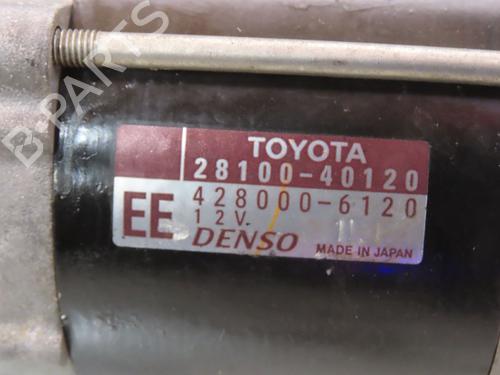 TOYOTA
28100-40120
EE 428000-6120
12V.
DENSO MADE IN JAPAN
B-PARTS